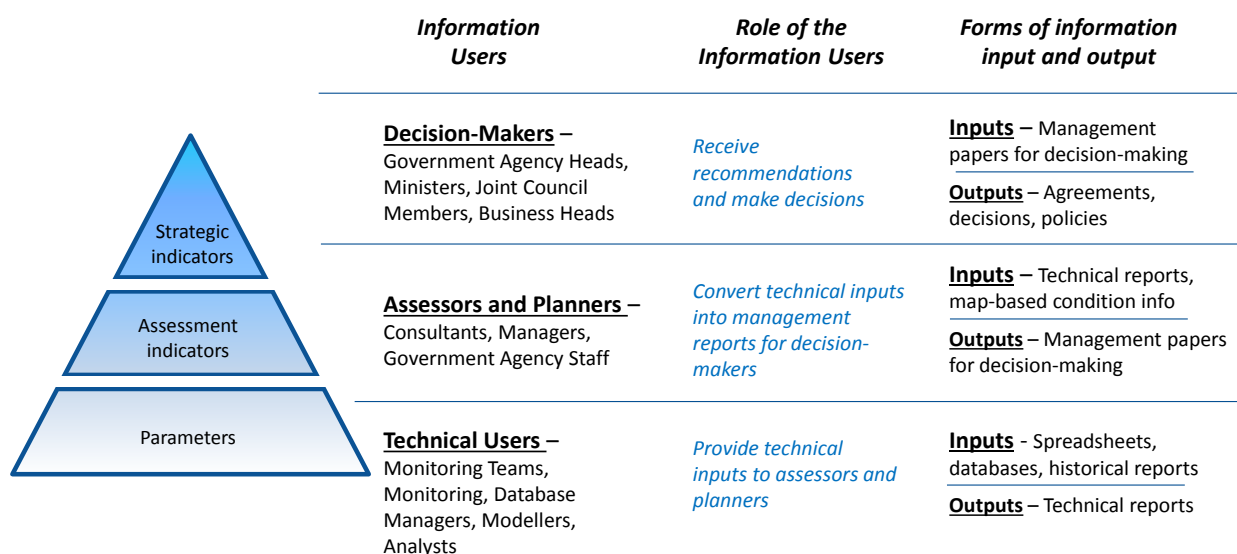 Information
Users
Role of the
Information Users
Forms of information
input and output
Strategic
indicators
Decision-Makers –
Government Agency Heads,
Ministers, Joint Council
Members, Business Heads
Receive
recommendations
and make decisions
Inputs – Management
papers for decision-making
Outputs – Agreements,
decisions, policies
Assessment
indicators
Assessors and Planners –
Consultants, Managers,
Government Agency Staff
Convert technical inputs
into management
reports for decision-
makers
Inputs – Technical reports,
map-based condition info
Outputs – Management papers
for decision-making
Parameters
Technical Users –
Monitoring Teams,
Monitoring, Database
Managers, Modellers,
Analysts
Provide technical
inputs to assessors and
planners
Inputs - Spreadsheets,
databases, historical reports
Outputs – Technical reports